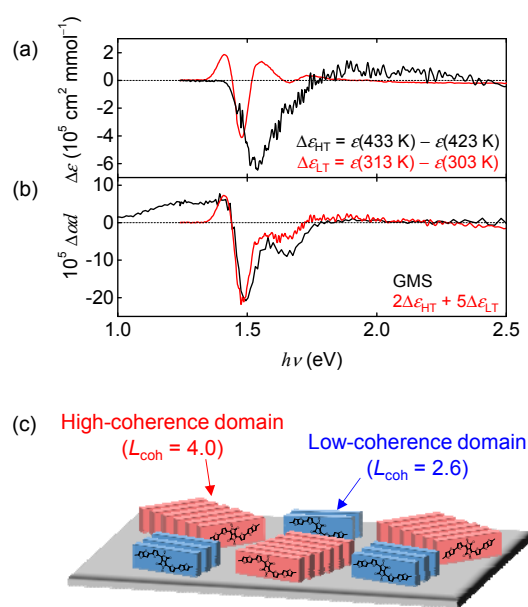 (a)
2
0
-2
-4
-6
Δε (10⁵ cm² mmol⁻¹)
Δε_HT = ε(433 K) − ε(423 K)
Δε_LT = ε(313 K) − ε(303 K)
(b)
10
0
-10
-20
10⁵ Δαd
GMS
2Δε_HT + 5Δε_LT
1.0 1.5 2.0 2.5
hν (eV)
(c)
High-coherence domain
(L_coh = 4.0)
Low-coherence domain
(L_coh = 2.6)